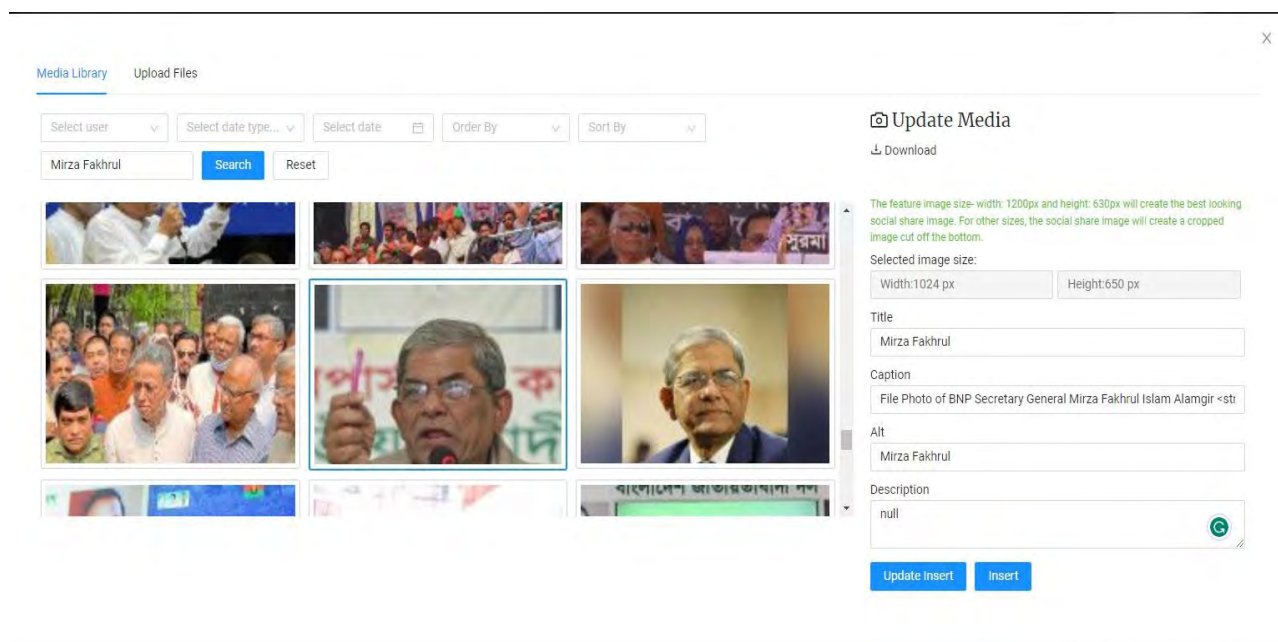 X
Media Library Upload Files
Select user Select date type... Select date Order By Sort By
Mirza Fakhrul Search Reset
Update Media
Download
The feature image size- width: 1200px and height: 630px will create the best looking
social share image. For other sizes, the social share image will create a cropped
image cut off the bottom.
Selected image size:
Width:1024 px Height:650 px
Title
Mirza Fakhrul
Caption
File Photo of BNP Secretary General Mirza Fakhrul Islam Alamgir <str
Alt
Mirza Fakhrul
Description
null
G
Update Insert Insert
সুরমা
বাংলাদেশ জাতীয়তাবাদী দল